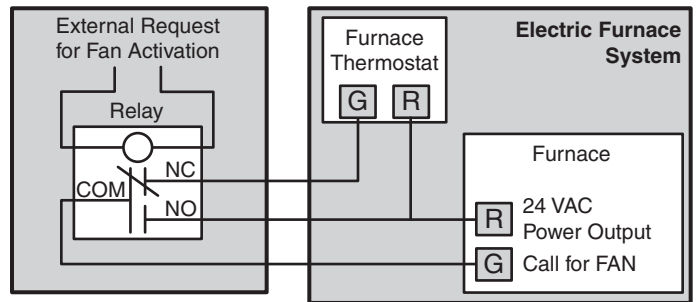 External Request
for Fan Activation
Relay
NC
COM
NO
Electric Furnace
System
Furnace
Thermostat
G
R
Furnace
R
24 VAC
Power Output
G
Call for FAN